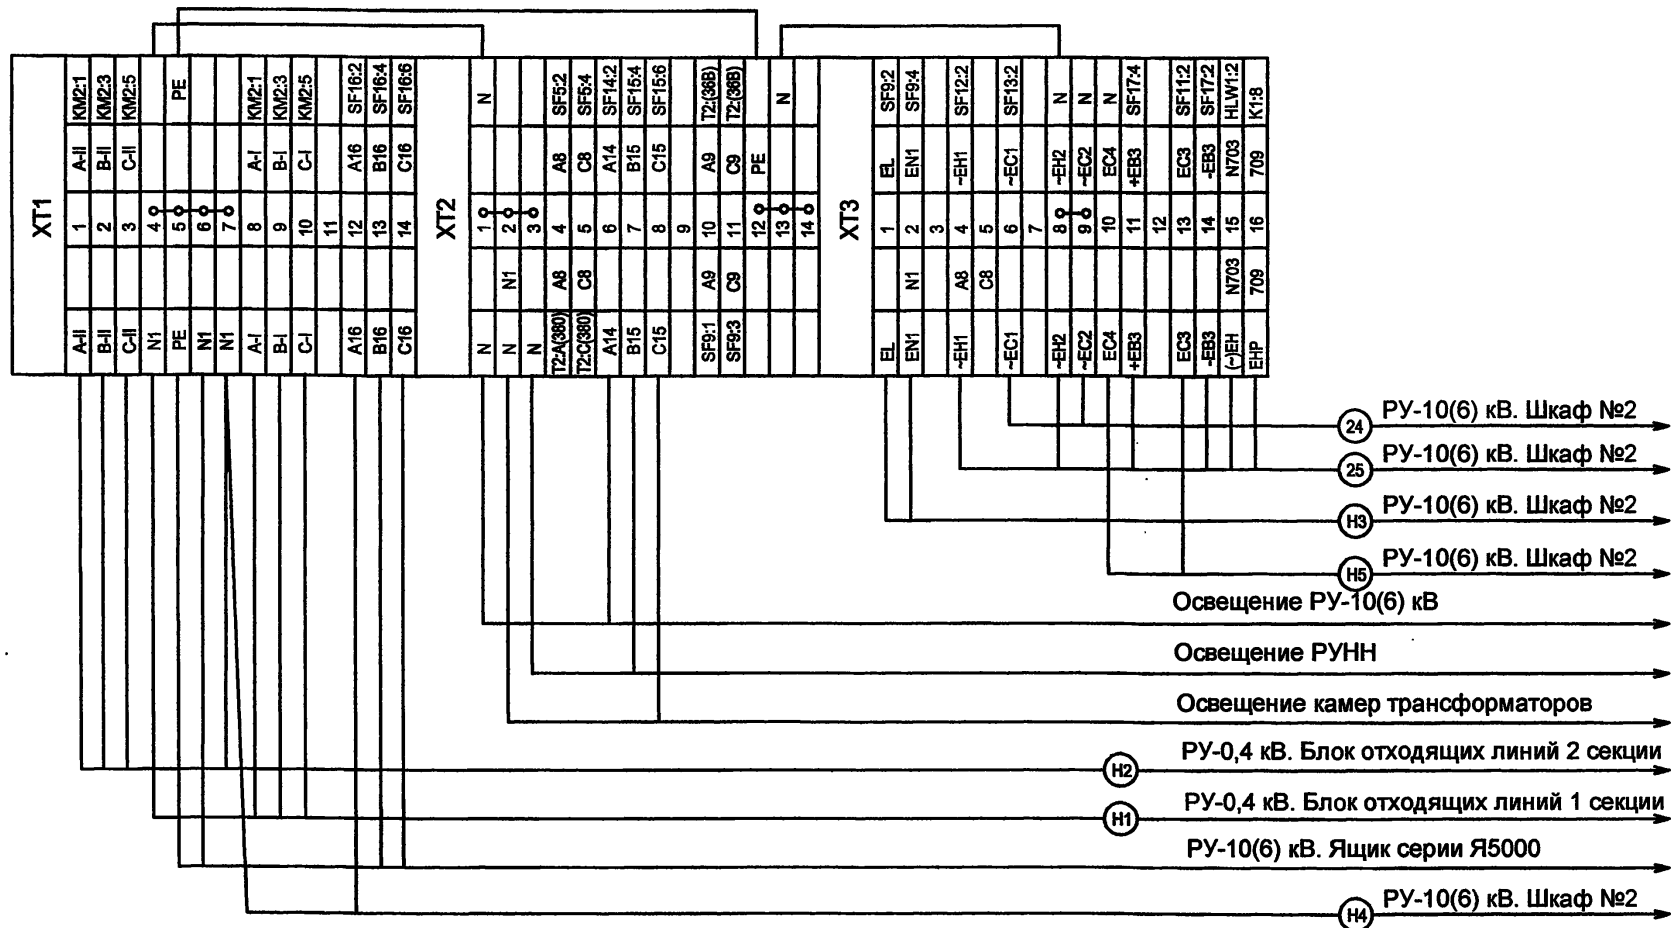 XT1
KM2:1 KM2:3 KM2:5 PE KM2:1 KM2:3 KM2:5 SF16:2 SF16:4 SF16:6
A-II B-II C-II A-I B-I C-I A16 B16 C16
1 2 3 4 5 6 7 8 9 10 11 12 13 14
A-II B-II C-II N1 PE N1 N1 A-I B-I C-I A16 B16 C16
XT2
N SF5:2 SF5:4 SF14:2 SF15:4 SF15:6 T2:(36B) T2:(36B) N
A8 C8 A14 B15 C15 A9 C9 PE
1 2 3 4 5 6 7 8 9 10 11 12 13 14
N1 A8 C8 A9 C9
N N N T2:A(380) T2:C(380) A14 B15 C15 SF9:1 SF9:3
XT3
SF9:2 SF9:4 SF12:2 SF13:2 N N N SF17:4 SF11:2 SF17:2 HLW1:2 K1:8
EL EN1 ~EH1 ~EC1 ~EH2 ~EC2 EC4 +EB3 EC3 -EB3 N703 709
1 2 3 4 5 6 7 8 9 10 11 12 13 14 15 16
N1 A8 C8 N703 709
EL EN1 ~EH1 ~EC1 ~EH2 ~EC2 EC4 +EB3 EC3 -EB3 (~)EH EHP
24 РУ-10(6) кВ. Шкаф №2
25 РУ-10(6) кВ. Шкаф №2
Н3 РУ-10(6) кВ. Шкаф №2
Н5 РУ-10(6) кВ. Шкаф №2
Освещение РУ-10(6) кВ
Освещение РУНН
Освещение камер трансформаторов
Н2 РУ-0,4 кВ. Блок отходящих линий 2 секции
Н1 РУ-0,4 кВ. Блок отходящих линий 1 секции
РУ-10(6) кВ. Ящик серии Я5000
Н4 РУ-10(6) кВ. Шкаф №2